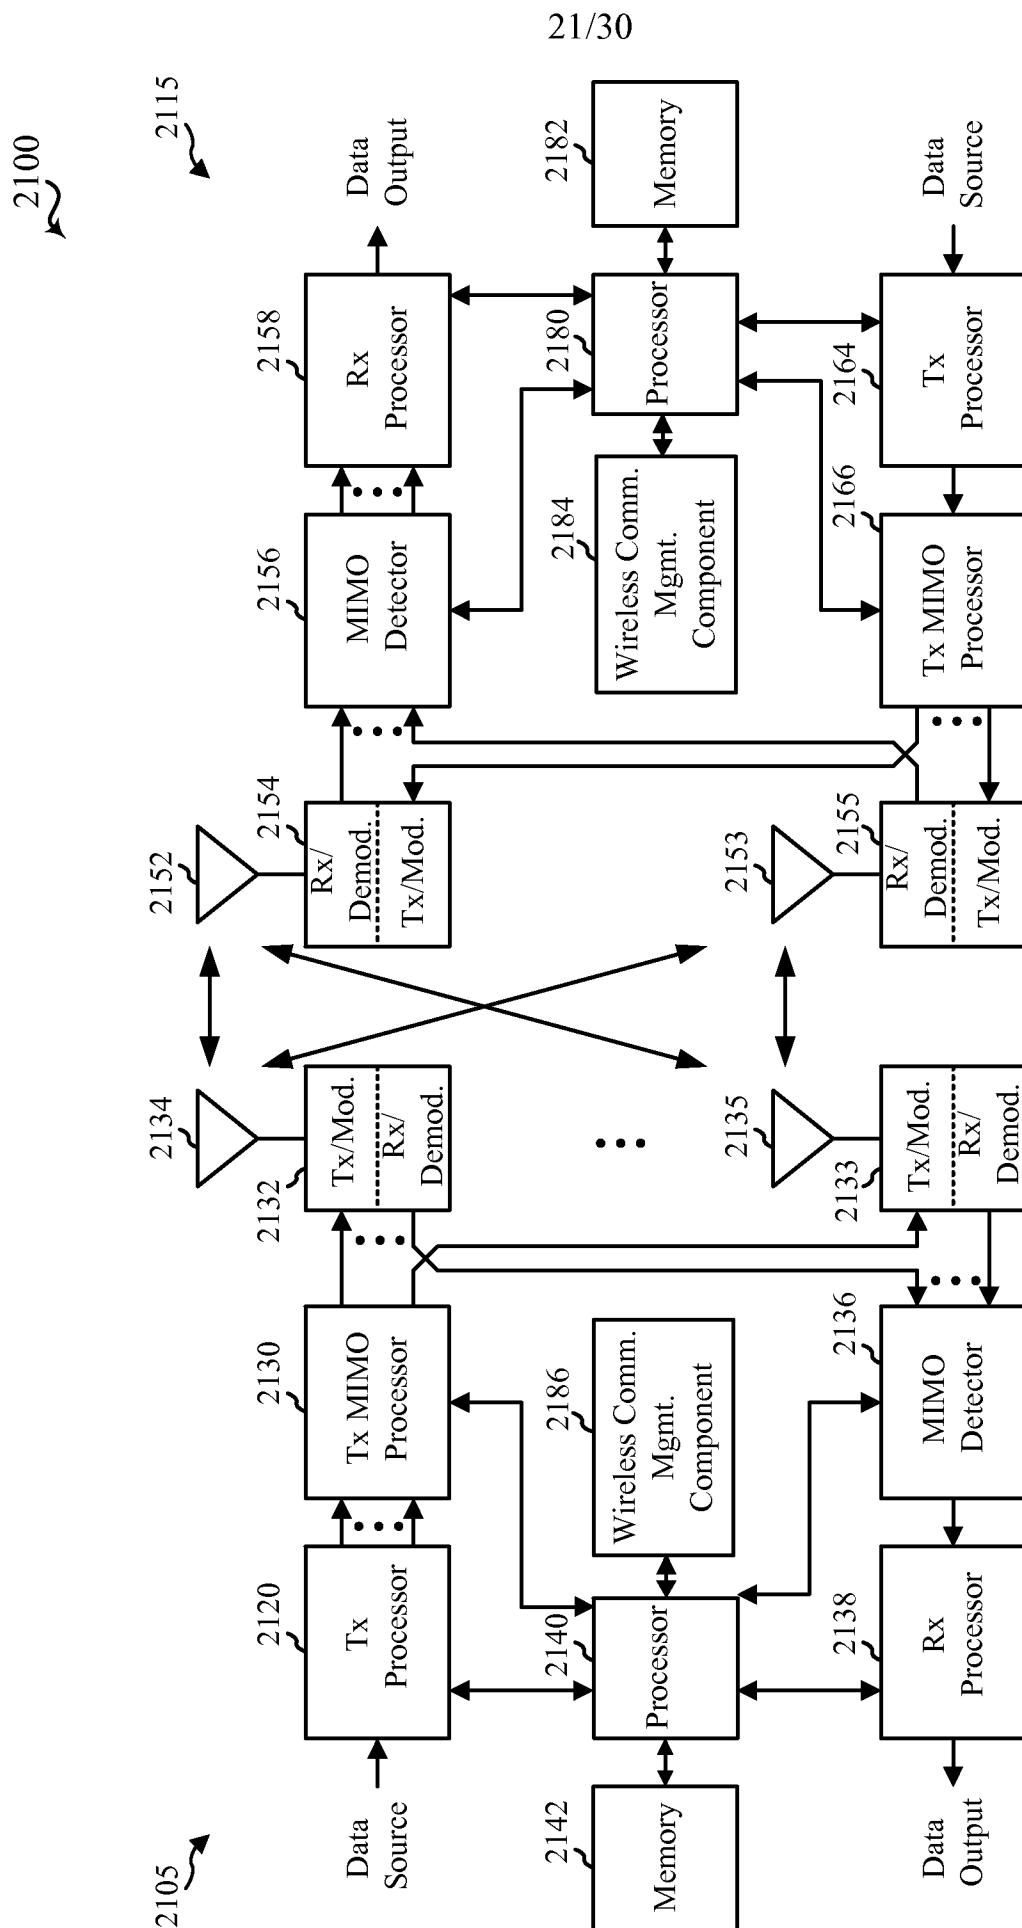 21/30
2100
2105
2115
Data
Source
2120
Tx
Processor
2130
Tx MIMO
Processor
2132
Tx/Mod.
Rx/
Demod.
2134
2152
2154
Rx/
Demod.
Tx/Mod.
2156
MIMO
Detector
2158
Rx
Processor
Data
Output
2142
Memory
2140
Processor
2186
Wireless Comm.
Mgmt.
Component
2184
Wireless Comm.
Mgmt.
Component
2180
Processor
2182
Memory
Data
Output
2138
Rx
Processor
2136
MIMO
Detector
2133
Tx/Mod.
Rx/
Demod.
2135
2153
2155
Rx/
Demod.
Tx/Mod.
2166
Tx MIMO
Processor
2164
Tx
Processor
Data
Source